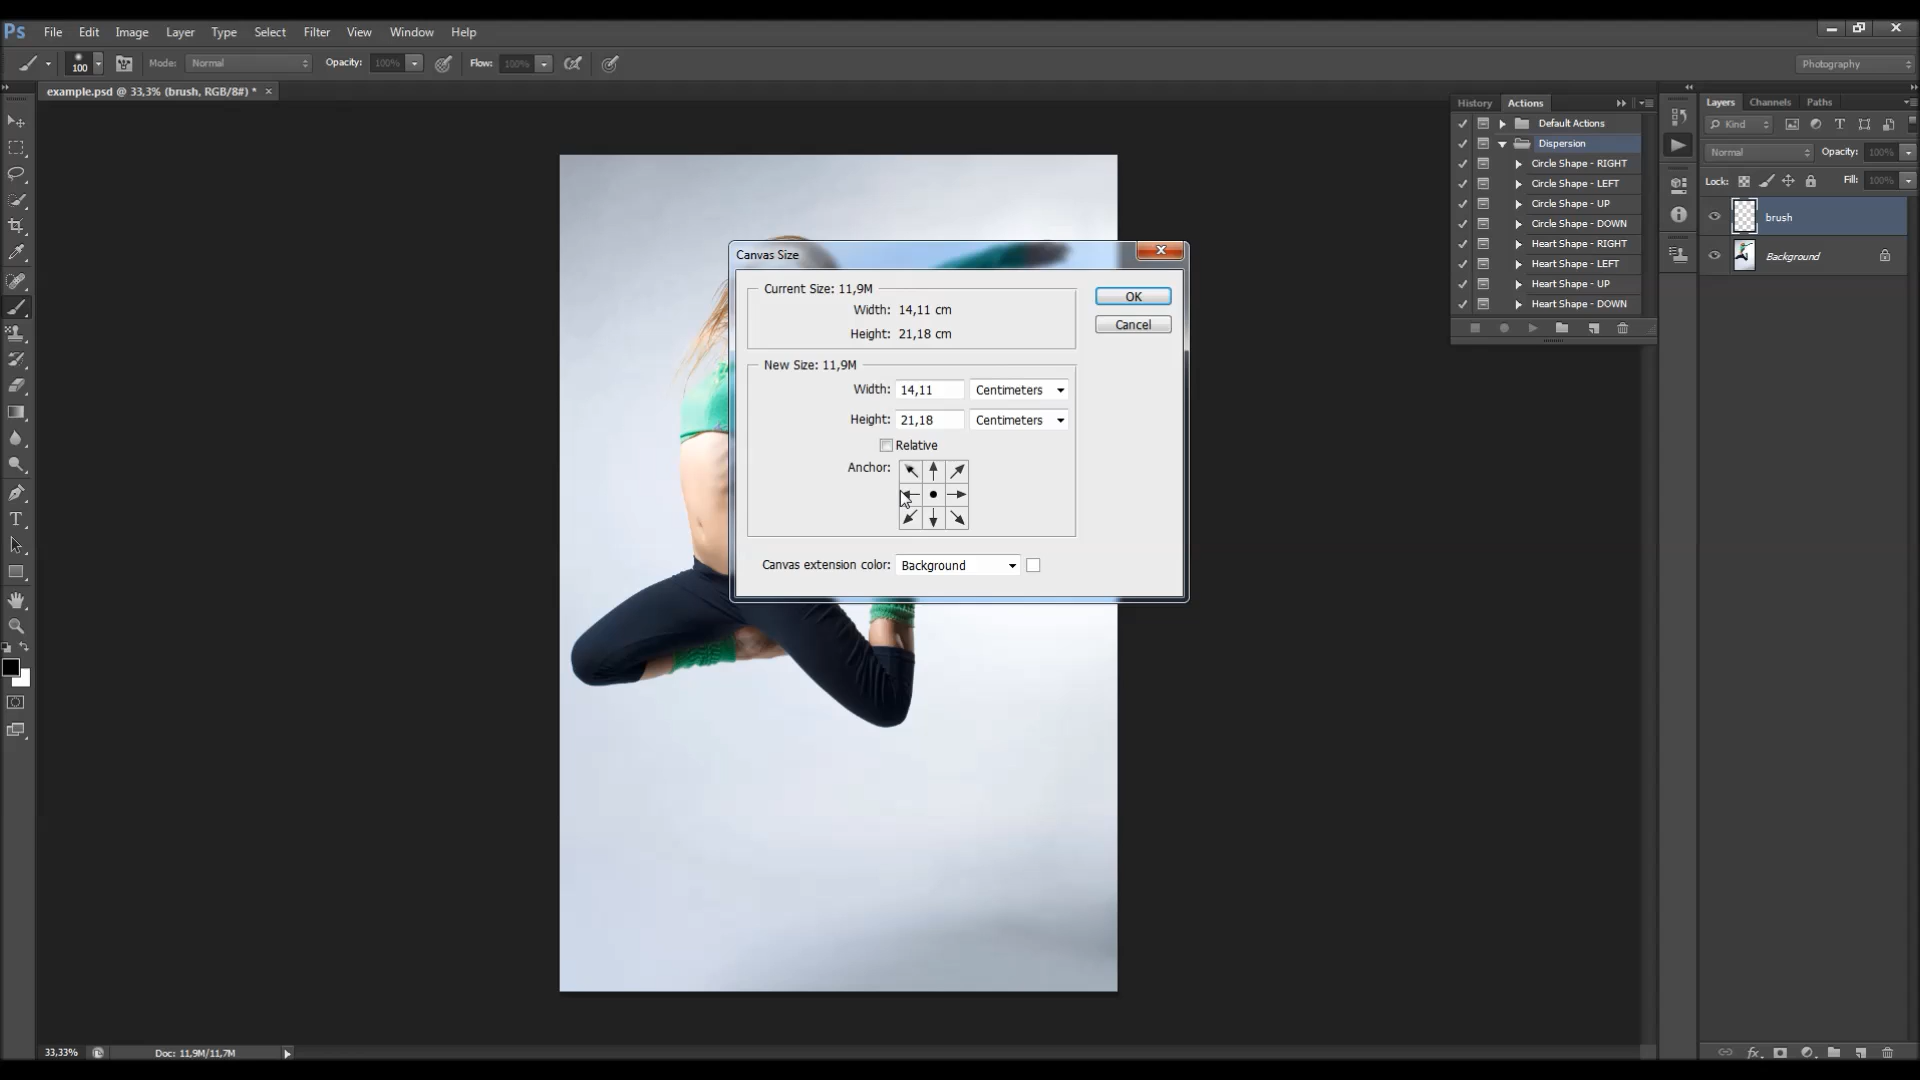 Ps File Edit Image Layer Type Select Filter View Window Help
100 Mode: Normal Opacity: 100% Flow: 100% Photography
example.psd @ 33,3% (brush, RGB/8#) * ×
History Actions
Default Actions
Dispersion
Circle Shape - RIGHT
Circle Shape - LEFT
Circle Shape - UP
Circle Shape - DOWN
Heart Shape - RIGHT
Heart Shape - LEFT
Heart Shape - UP
Heart Shape - DOWN
Layers Channels Paths
Kind
Normal Opacity: 100%
Lock: Fill: 100%
brush
Background
Canvas Size
Current Size: 11,9M
Width: 14,11 cm
Height: 21,18 cm
OK
Cancel
New Size: 11,9M
Width: 14,11 Centimeters
Height: 21,18 Centimeters
Relative
Anchor:
Canvas extension color: Background
33,33% Doc: 11,9M/11,7M